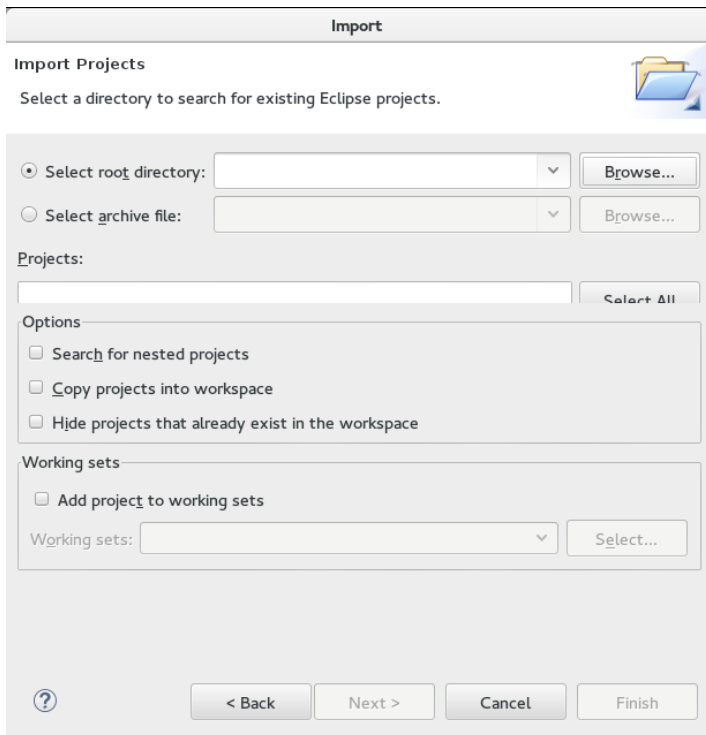 Import
Import Projects
Select a directory to search for existing Eclipse projects.
Select root directory:
Browse...
Select archive file:
Browse...
Projects:
Select All
Options
Search for nested projects
Copy projects into workspace
Hide projects that already exist in the workspace
Working sets
Add project to working sets
Working sets:
Select...
?
< Back
Next >
Cancel
Finish